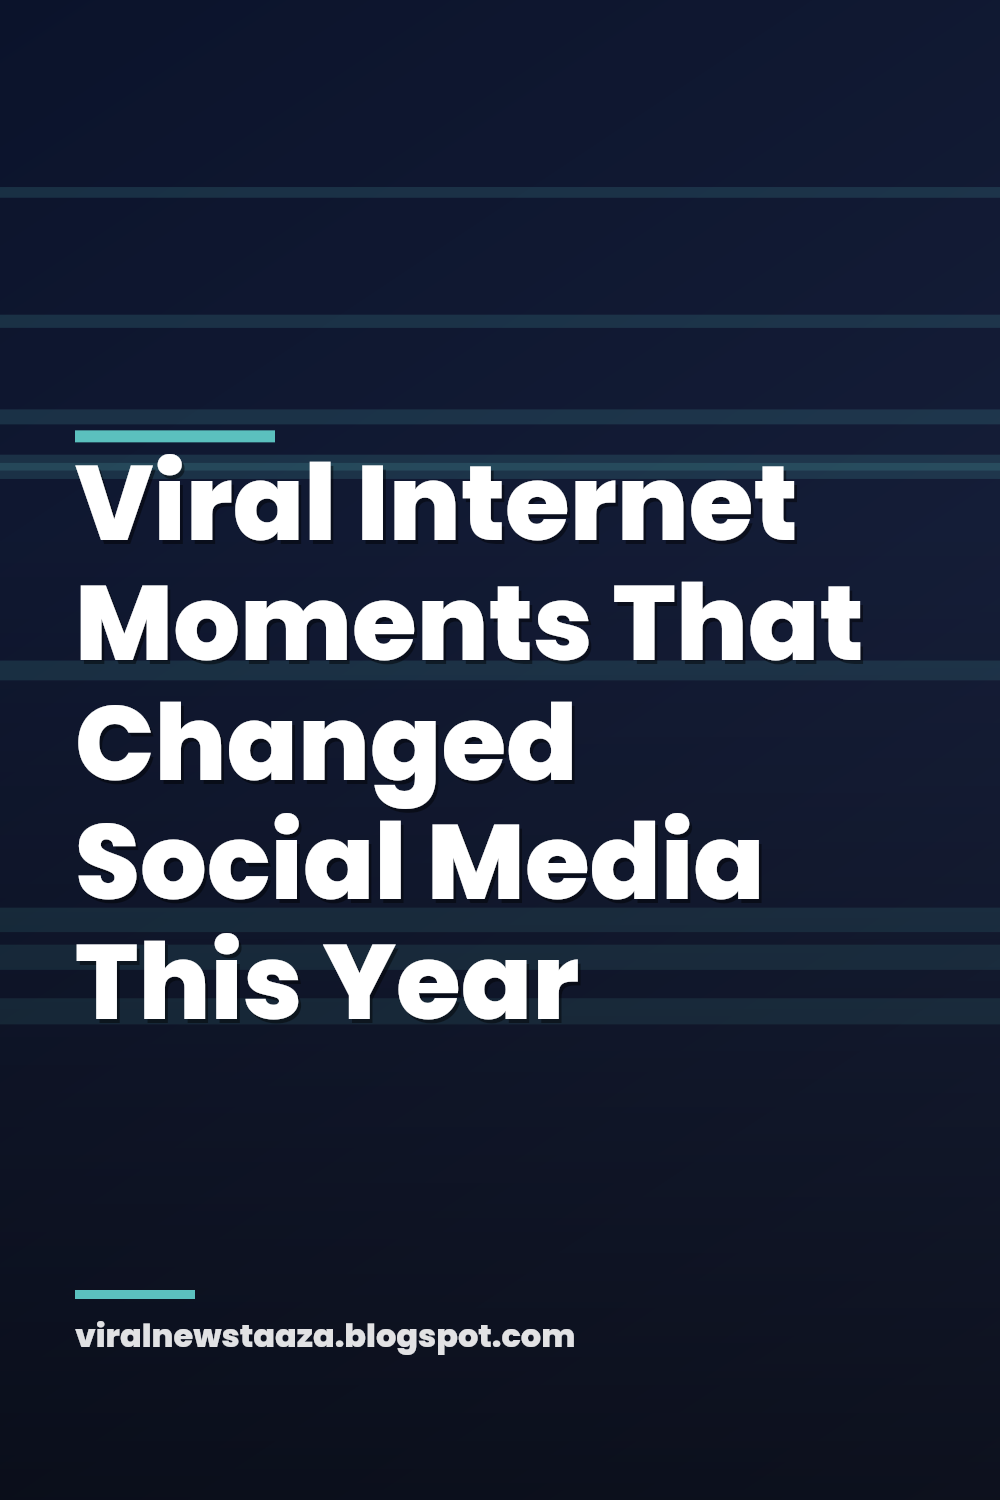 Viral Internet
Moments That
Changed
Social Media
This Year
viralnewstaaza.blogspot.com